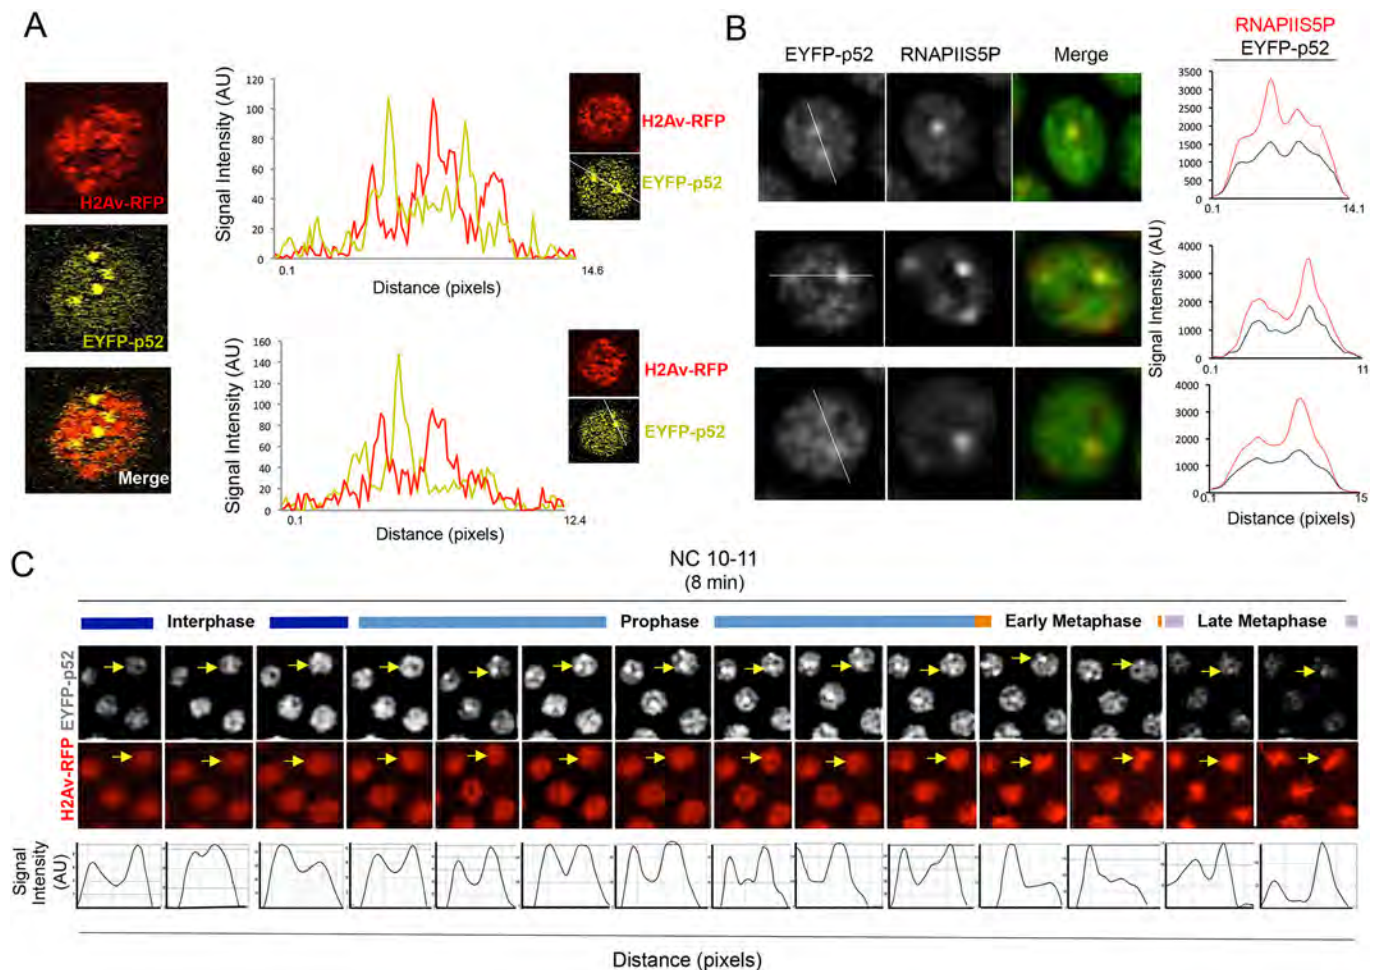 A
H2Av-RFP
EYFP-p52
Merge
Signal Intensity (AU)
120
100
80
60
40
20
0
0.1
14.6
Distance (pixels)
H2Av-RFP
EYFP-p52
Signal Intensity (AU)
160
140
120
100
80
60
40
20
0
0.1
12.4
Distance (pixels)
H2Av-RFP
EYFP-p52
B
EYFP-p52 RNAPIIS5P Merge
RNAPIIS5P
EYFP-p52
Signal Intensity (AU)
3500
3000
2500
2000
1500
1000
500
0
0.1 14.1
4000
3000
2000
1000
0
0.1 11
4000
3000
2000
1000
0
0.1 15
Distance (pixels)
C
NC 10-11
(8 min)
Interphase Prophase Early Metaphase Late Metaphase
EYFP-p52
H2Av-RFP
Signal
Intensity
(AU)
Distance (pixels)